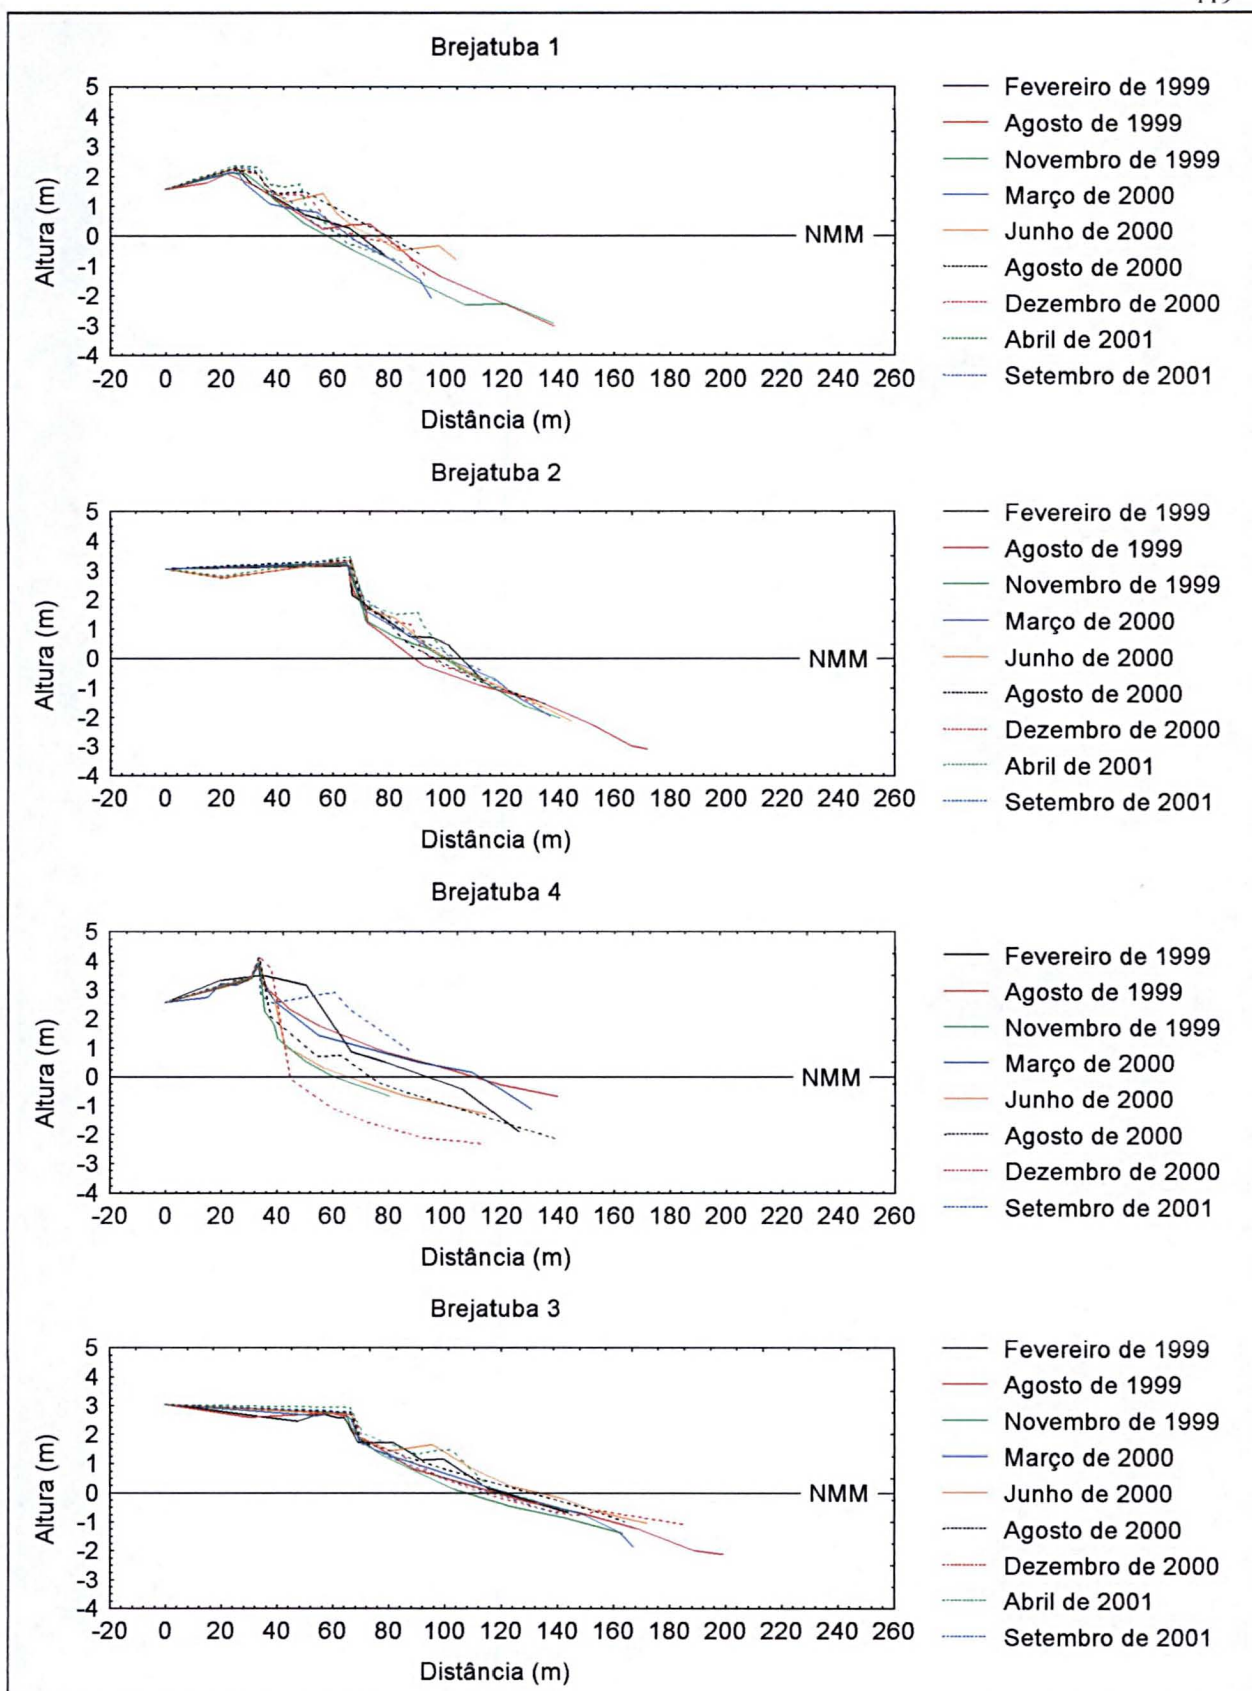 Brejatuba 1
5
4
3
2
1
0
-1
-2
-3
-4
Altura (m)
NMM
-20 0 20 40 60 80 100 120 140 160 180 200 220 240 260
Distância (m)
Fevereiro de 1999
Agosto de 1999
Novembro de 1999
Março de 2000
Junho de 2000
Agosto de 2000
Dezembro de 2000
Abril de 2001
Setembro de 2001
Brejatuba 2
5
4
3
2
1
0
-1
-2
-3
-4
Altura (m)
NMM
-20 0 20 40 60 80 100 120 140 160 180 200 220 240 260
Distância (m)
Fevereiro de 1999
Agosto de 1999
Novembro de 1999
Março de 2000
Junho de 2000
Agosto de 2000
Dezembro de 2000
Abril de 2001
Setembro de 2001
Brejatuba 4
5
4
3
2
1
0
-1
-2
-3
-4
Altura (m)
NMM
-20 0 20 40 60 80 100 120 140 160 180 200 220 240 260
Distância (m)
Fevereiro de 1999
Agosto de 1999
Novembro de 1999
Março de 2000
Junho de 2000
Agosto de 2000
Dezembro de 2000
Setembro de 2001
Brejatuba 3
5
4
3
2
1
0
-1
-2
-3
-4
Altura (m)
NMM
-20 0 20 40 60 80 100 120 140 160 180 200 220 240 260
Distância (m)
Fevereiro de 1999
Agosto de 1999
Novembro de 1999
Março de 2000
Junho de 2000
Agosto de 2000
Dezembro de 2000
Abril de 2001
Setembro de 2001